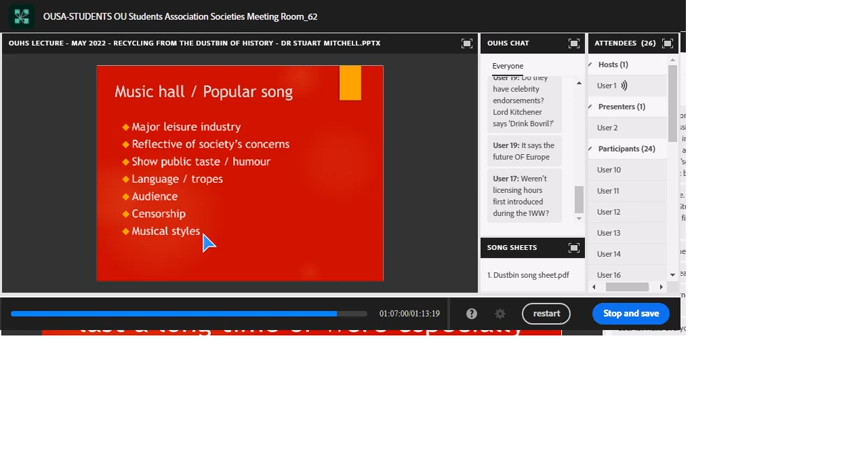 OUSA-STUDENTS OU Students Association Societies Meeting Room_62
OUHS LECTURE - MAY 2022 - RECYCLING FROM THE DUSTBIN OF HISTORY - DR STUART MITCHELL.PPTX
Music hall / Popular song
Major leisure industry
Reflective of society's concerns
Show public taste / humour
Language / tropes
Audience
Censorship
Musical styles
OUHS CHAT
Everyone
User 19: Do they
have celebrity
endorsements?
Lord Kitchener
says 'Drink Bovril?'
User 19: It says the
future OF Europe
User 17: Weren't
licensing hours
first introduced
during the 1WW?
SONG SHEETS
1. Dustbin song sheet.pdf
ATTENDEES (26)
Hosts (1)
User 1
Presenters (1)
User 2
Participants (24)
User 10
User 11
User 12
User 13
User 14
User 16
01:07:00/01:13:19
restart
Stop and save